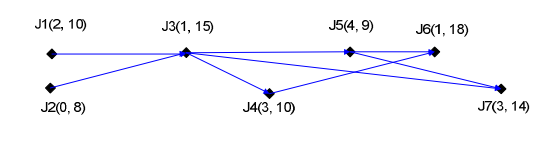 J1(2, 10)
J3(1, 15)
J5(4, 9)
J6(1, 18)
J2(0, 8)
J4(3, 10)
J7(3, 14)